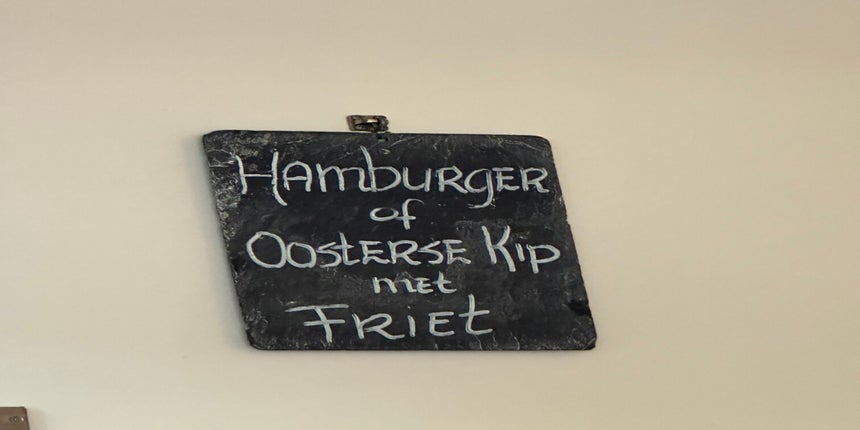 Hamburger
of
Oosterse Kip
met
Friet